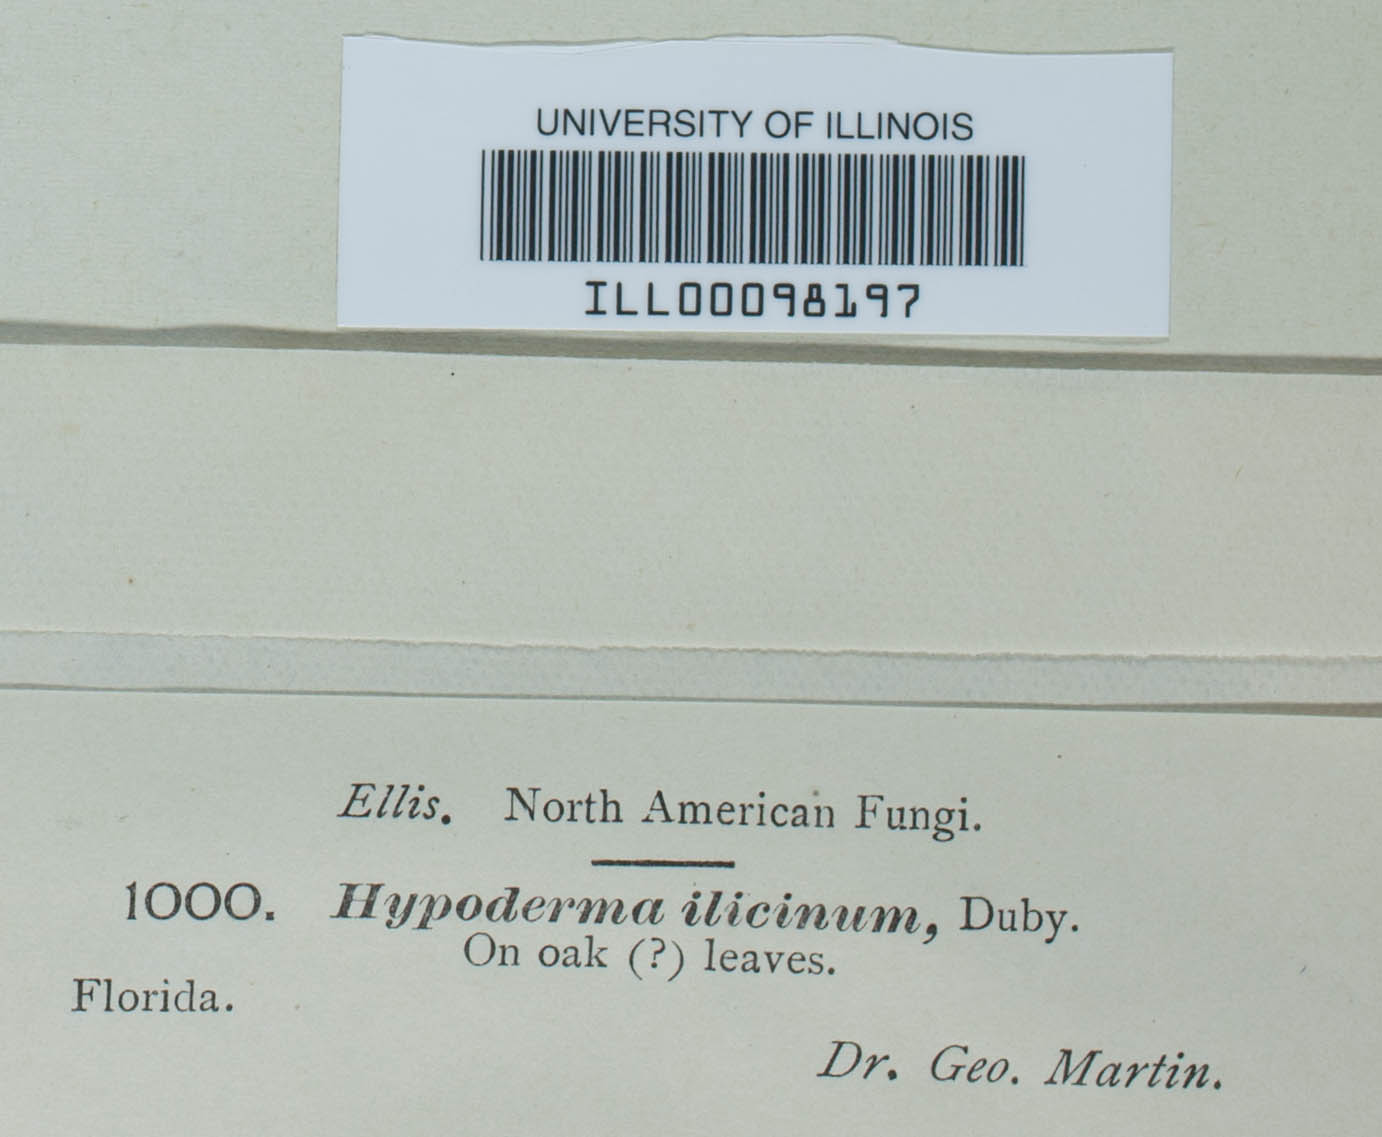 UNIVERSITY OF ILLINOIS
ILL00098197
Ellis. North American Fungi.
1000. Hypoderma ilicinum, Duby.
On oak (?) leaves.
Florida.
Dr. Geo. Martin.